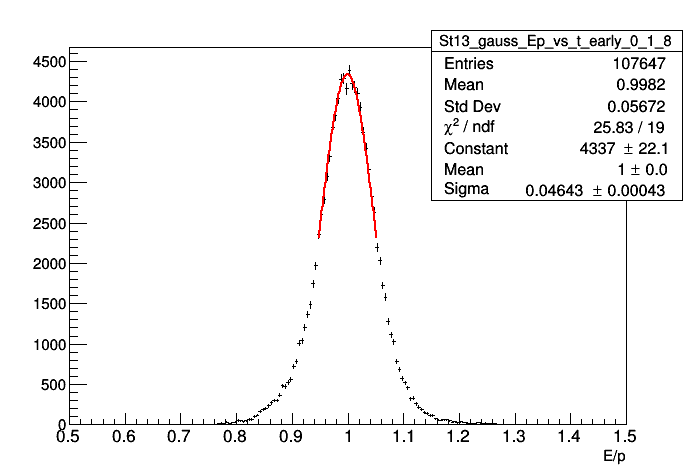 St13_gauss_Ep_vs_t_early_0_1_8
Entries 107647
Mean 0.9982
Std Dev 0.05672
χ² / ndf 25.83 / 19
Constant 4337 ± 22.1
Mean 1 ± 0.0
Sigma 0.04643 ± 0.00043
4500
4000
3500
3000
2500
2000
1500
1000
500
0
0.5 0.6 0.7 0.8 0.9 1 1.1 1.2 1.3 1.4 1.5
E/p